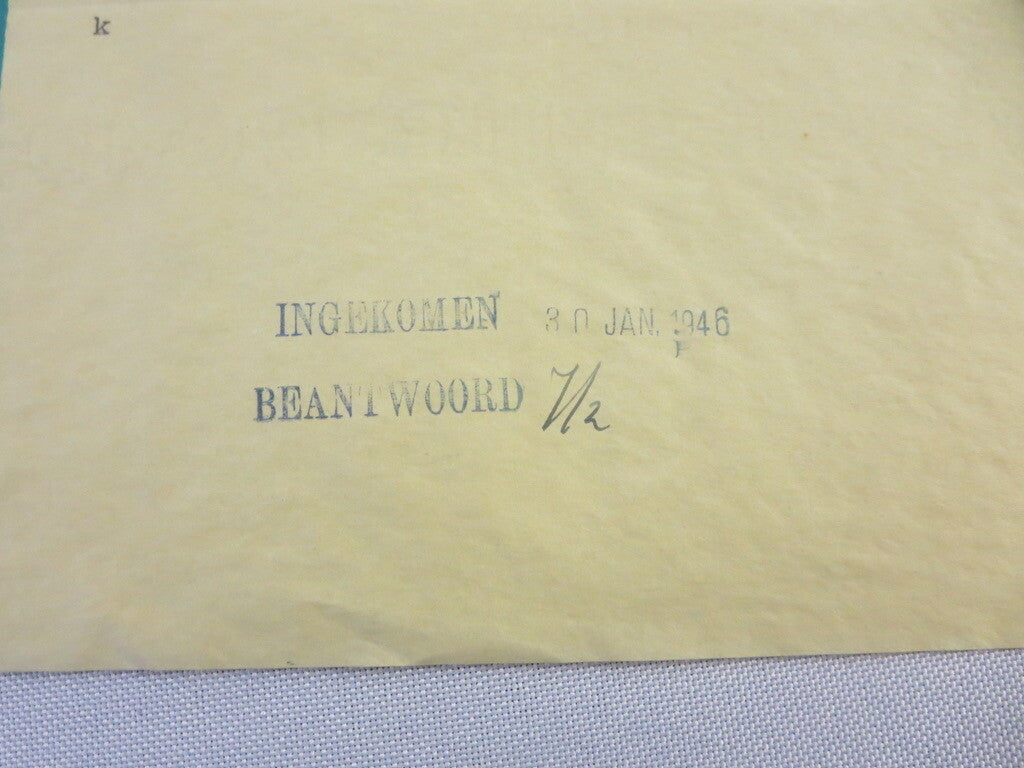 k
INGEKOMEN 30 JAN. 1946
BEANTWOORD 7/2